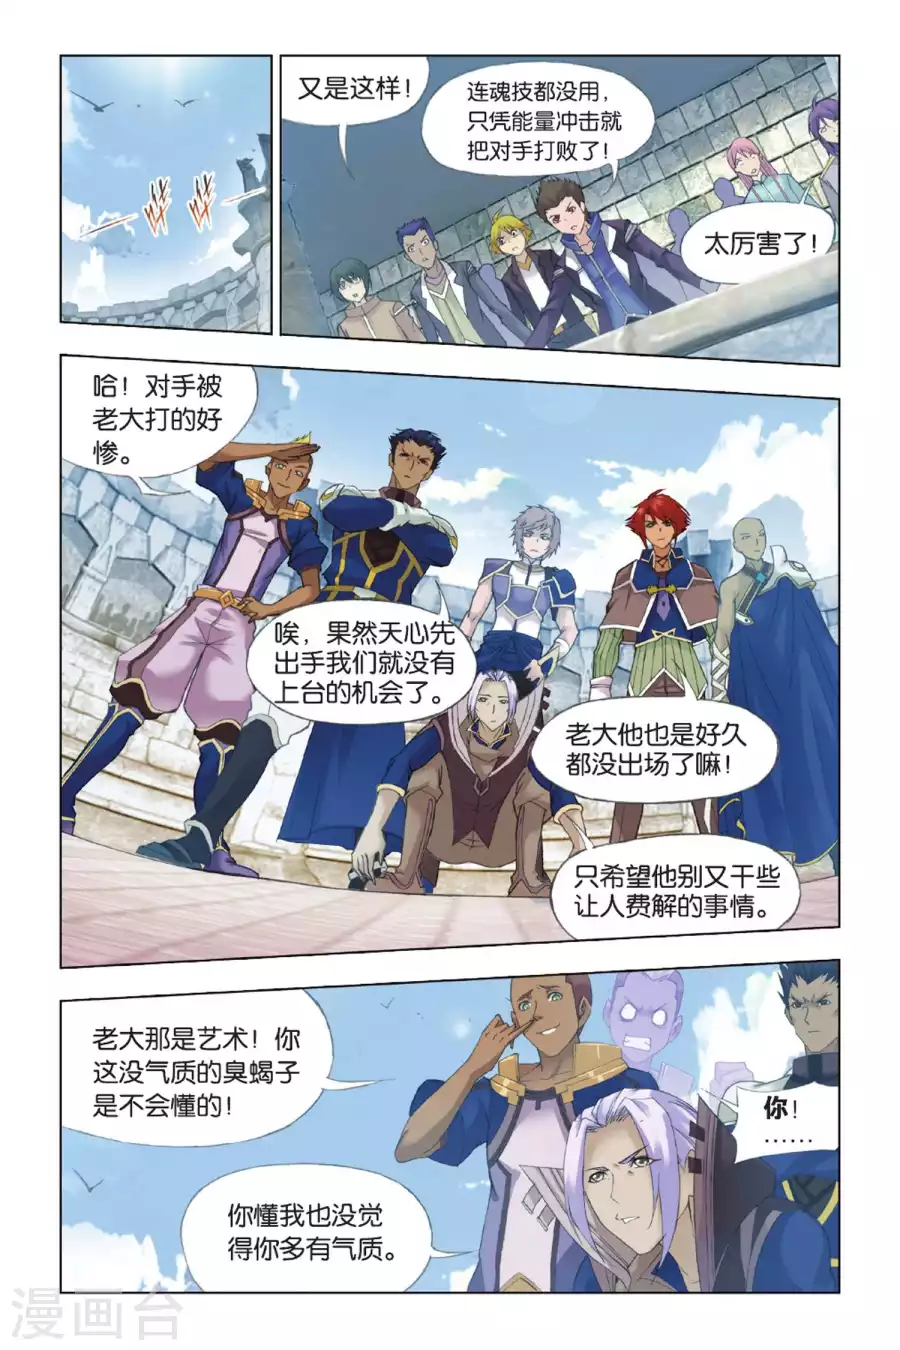 又是这样！
连魂技都没用，
只凭能量冲击就
把对手打败了！
太厉害了！
哈！对手被
老大打的好
惨。
唉，果然天心先
出手我们就没有
上台的机会了。
老大他也是好久
都没出场了嘛！
只希望他别又干些
让人费解的事情。
老大那是艺术！你
这没气质的臭蝎子
是不会懂的！
你！
……
你懂我也没觉
得你多有气质。
漫画台